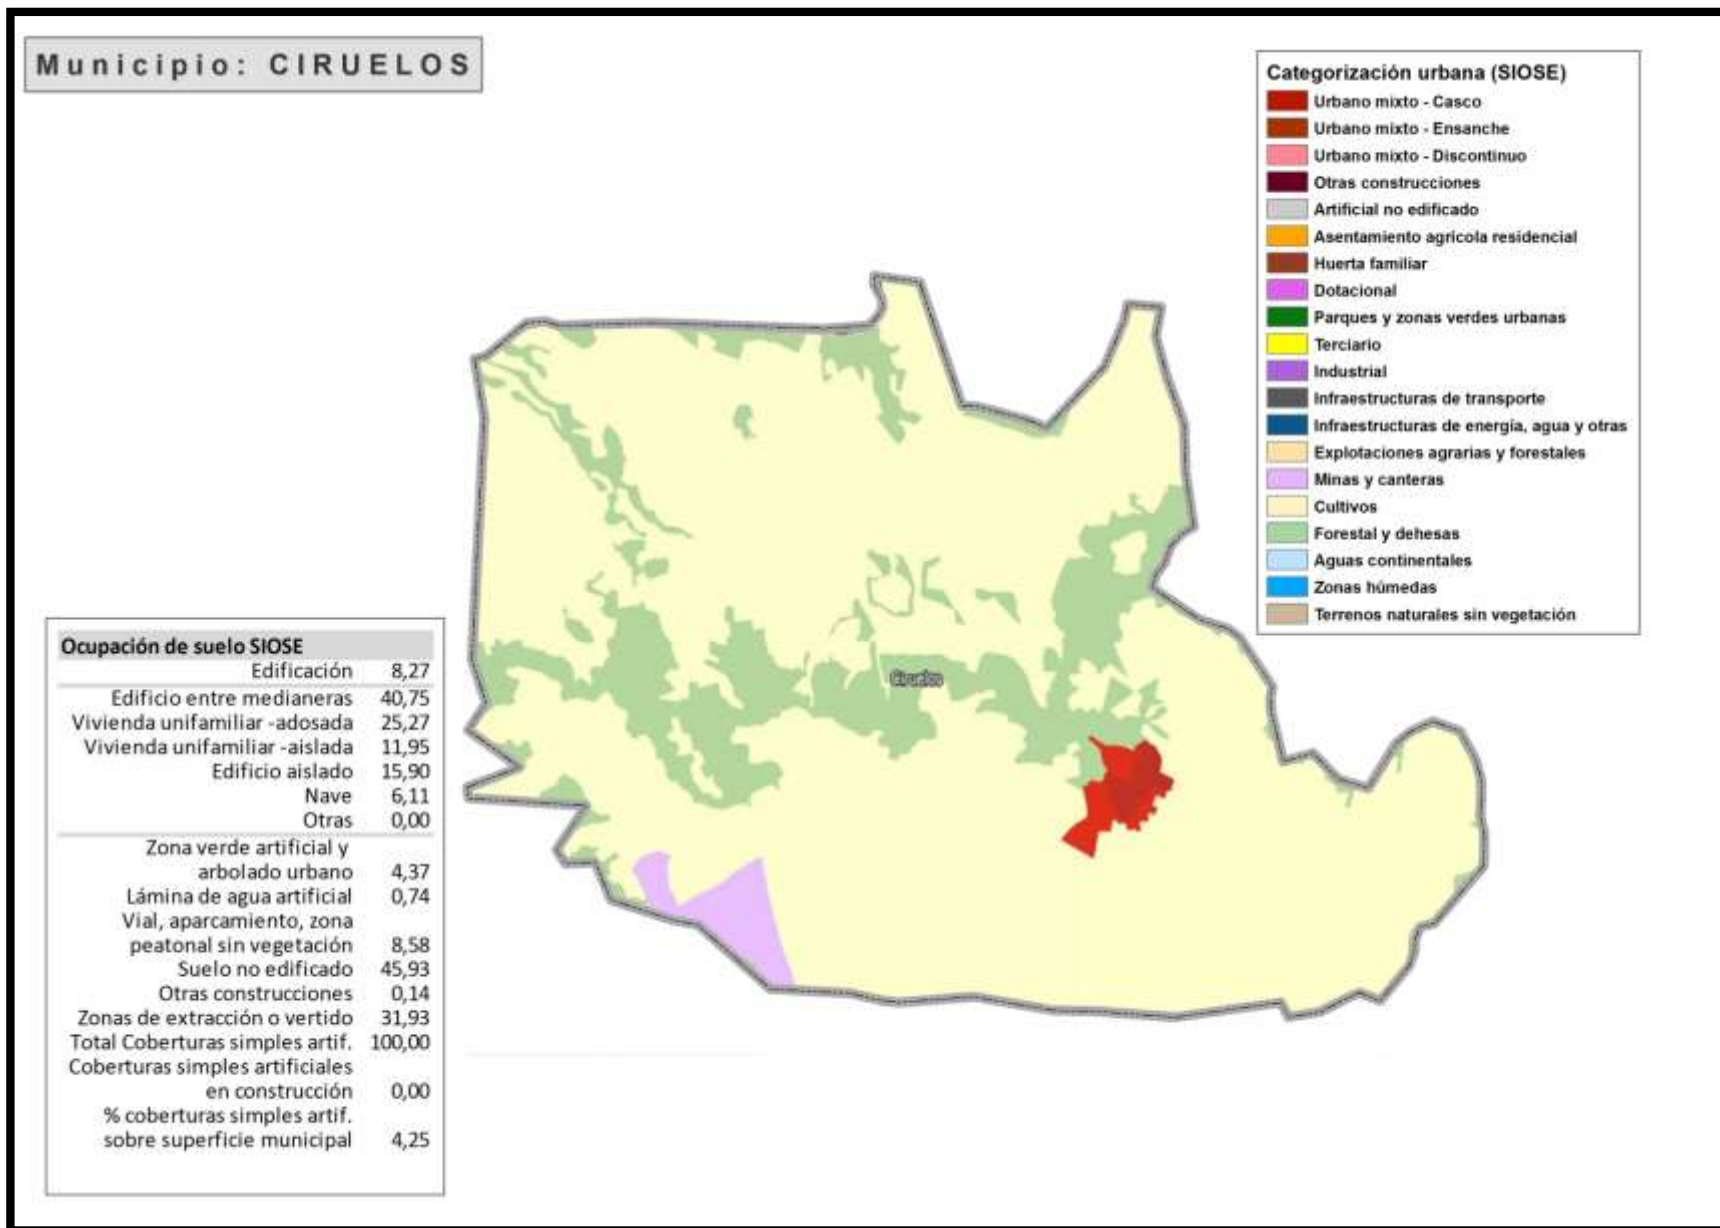 Municipio: CIRUELOS
Categorización urbana (SIOSE)
Urbano mixto - Casco
Urbano mixto - Ensanche
Urbano mixto - Discontinuo
Otras construcciones
Artificial no edificado
Asentamiento agrícola residencial
Huerta familiar
Dotacional
Parques y zonas verdes urbanas
Terciario
Industrial
Infraestructuras de transporte
Infraestructuras de energía, agua y otras
Explotaciones agrarias y forestales
Minas y canteras
Cultivos
Forestal y dehesas
Aguas continentales
Zonas húmedas
Terrenos naturales sin vegetación
Ciruelos
Ocupación de suelo SIOSE
Edificación 8,27
Edificio entre medianeras 40,75
Vivienda unifamiliar -adosada 25,27
Vivienda unifamiliar -aislada 11,95
Edificio aislado 15,90
Nave 6,11
Otras 0,00
Zona verde artificial y
arbolado urbano 4,37
Lámina de agua artificial 0,74
Vial, aparcamiento, zona
peatonal sin vegetación 8,58
Suelo no edificado 45,93
Otras construcciones 0,14
Zonas de extracción o vertido 31,93
Total Coberturas simples artif. 100,00
Coberturas simples artificiales
en construcción 0,00
% coberturas simples artif.
sobre superficie municipal 4,25